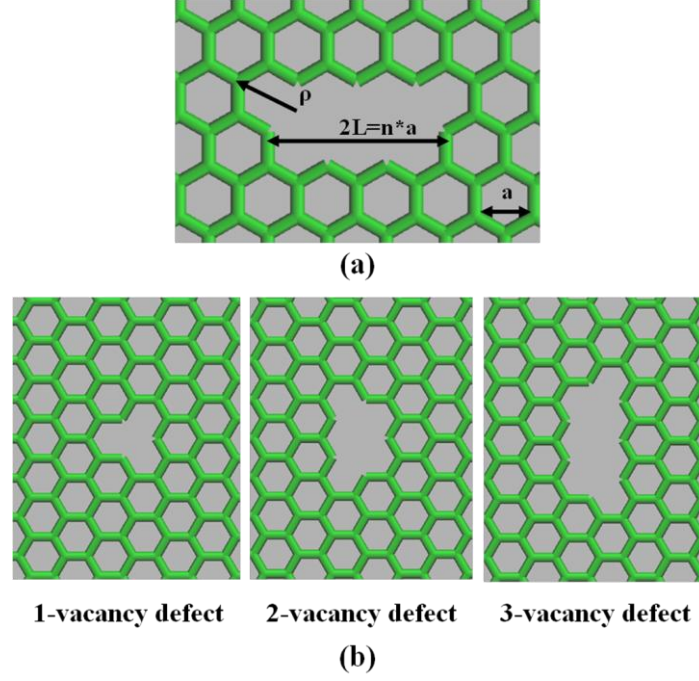 ρ
2L=n*a
a
(a)
1-vacancy defect 2-vacancy defect 3-vacancy defect
(b)